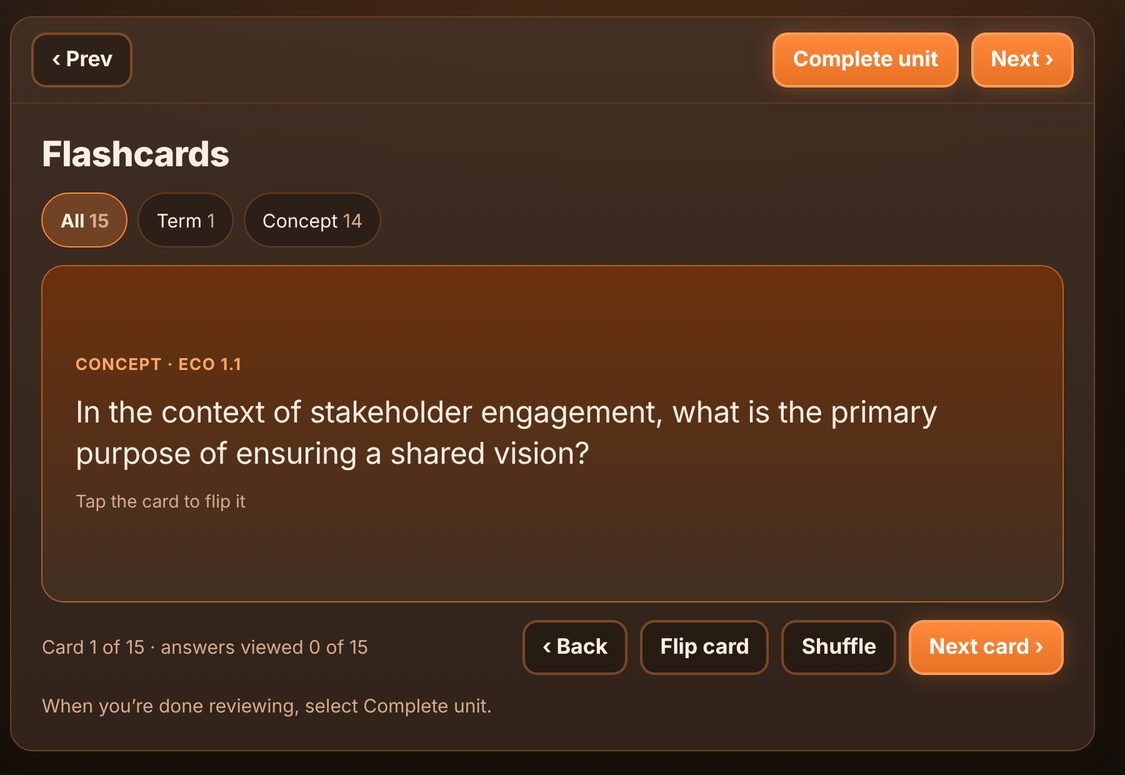 ‹ Prev
Complete unit
Next ›
Flashcards
All 15
Term 1
Concept 14
CONCEPT · ECO 1.1
In the context of stakeholder engagement, what is the primary
purpose of ensuring a shared vision?
Tap the card to flip it
Card 1 of 15 · answers viewed 0 of 15
‹ Back
Flip card
Shuffle
Next card ›
When you’re done reviewing, select Complete unit.